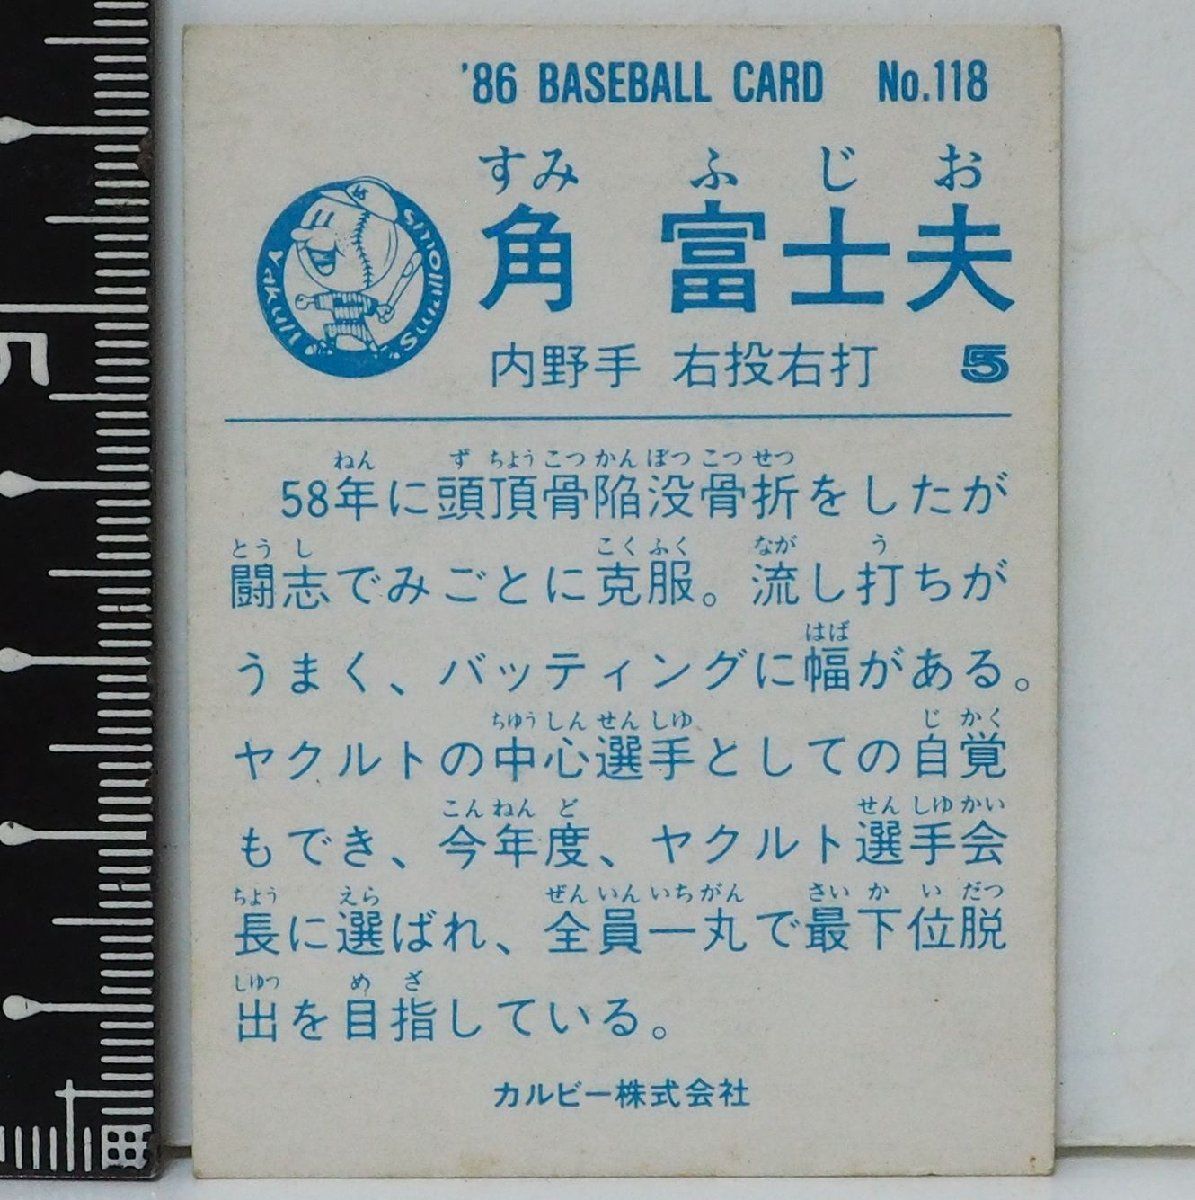 '86 BASEBALL CARD No.118
すみ ふじお
角 富士夫
YAKULT Swallows
内野手 右投右打 5
ねん ずちょうこつかんぼつこつせつ
58年に頭頂骨陥没骨折をしたが
とうし こくふく なが う
闘志でみごとに克服。流し打ちが
はば
うまく、バッティングに幅がある。
ちゆうしんせんしゆ じかく
ヤクルトの中心選手としての自覚
こんねんど せんしゆかい
もでき、今年度、ヤクルト選手会
ちよう えら ぜんいんいちがん さいかいだつ
長に選ばれ、全員一丸で最下位脱
しゆつ めざ
出を目指している。
カルビー株式会社
5